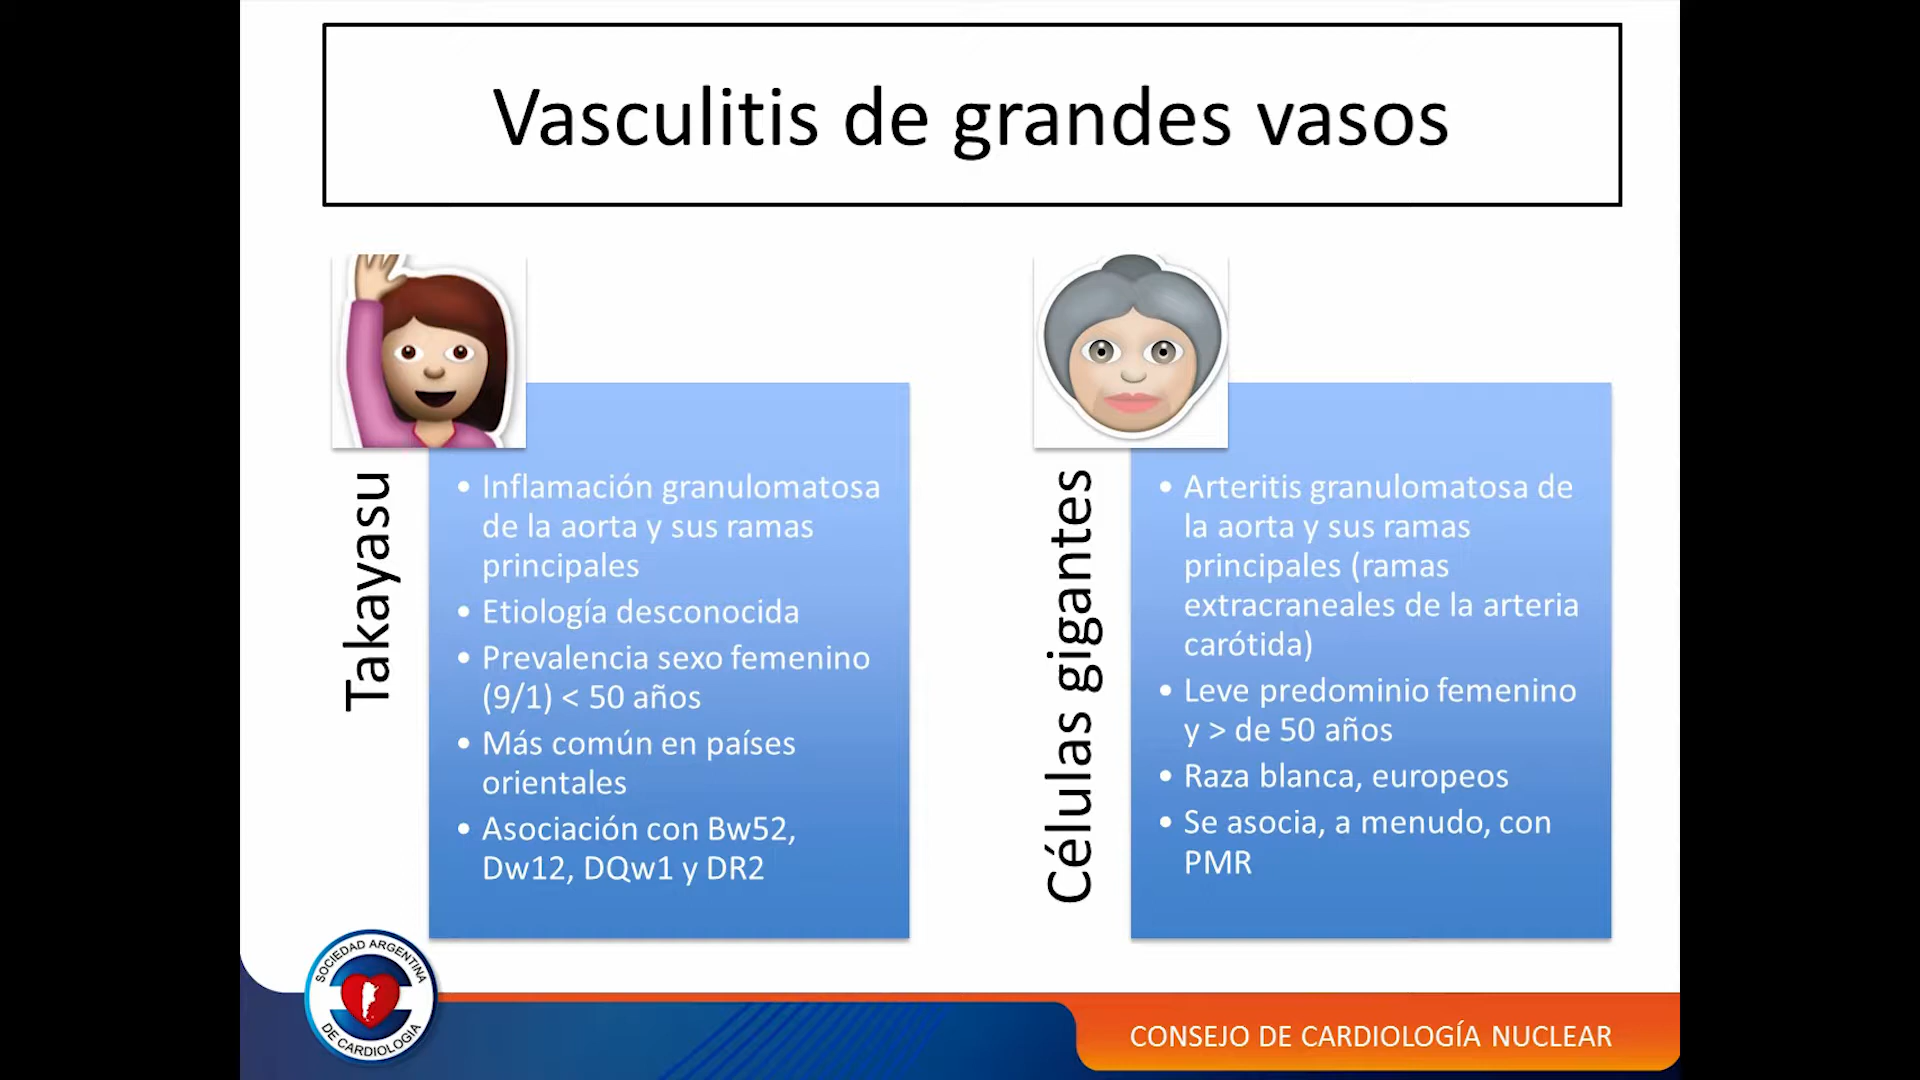 Vasculitis de grandes vasos
Takayasu
• Inflamación granulomatosa
de la aorta y sus ramas
principales
• Etiología desconocida
• Prevalencia sexo femenino
(9/1) < 50 años
• Más común en países
orientales
• Asociación con Bw52,
Dw12, DQw1 y DR2
Células gigantes
• Arteritis granulomatosa de
la aorta y sus ramas
principales (ramas
extracraneales de la arteria
carótida)
• Leve predominio femenino
y > de 50 años
• Raza blanca, europeos
• Se asocia, a menudo, con
PMR
SOCIEDAD ARGENTINA
DE CARDIOLOGÍA
CONSEJO DE CARDIOLOGÍA NUCLEAR